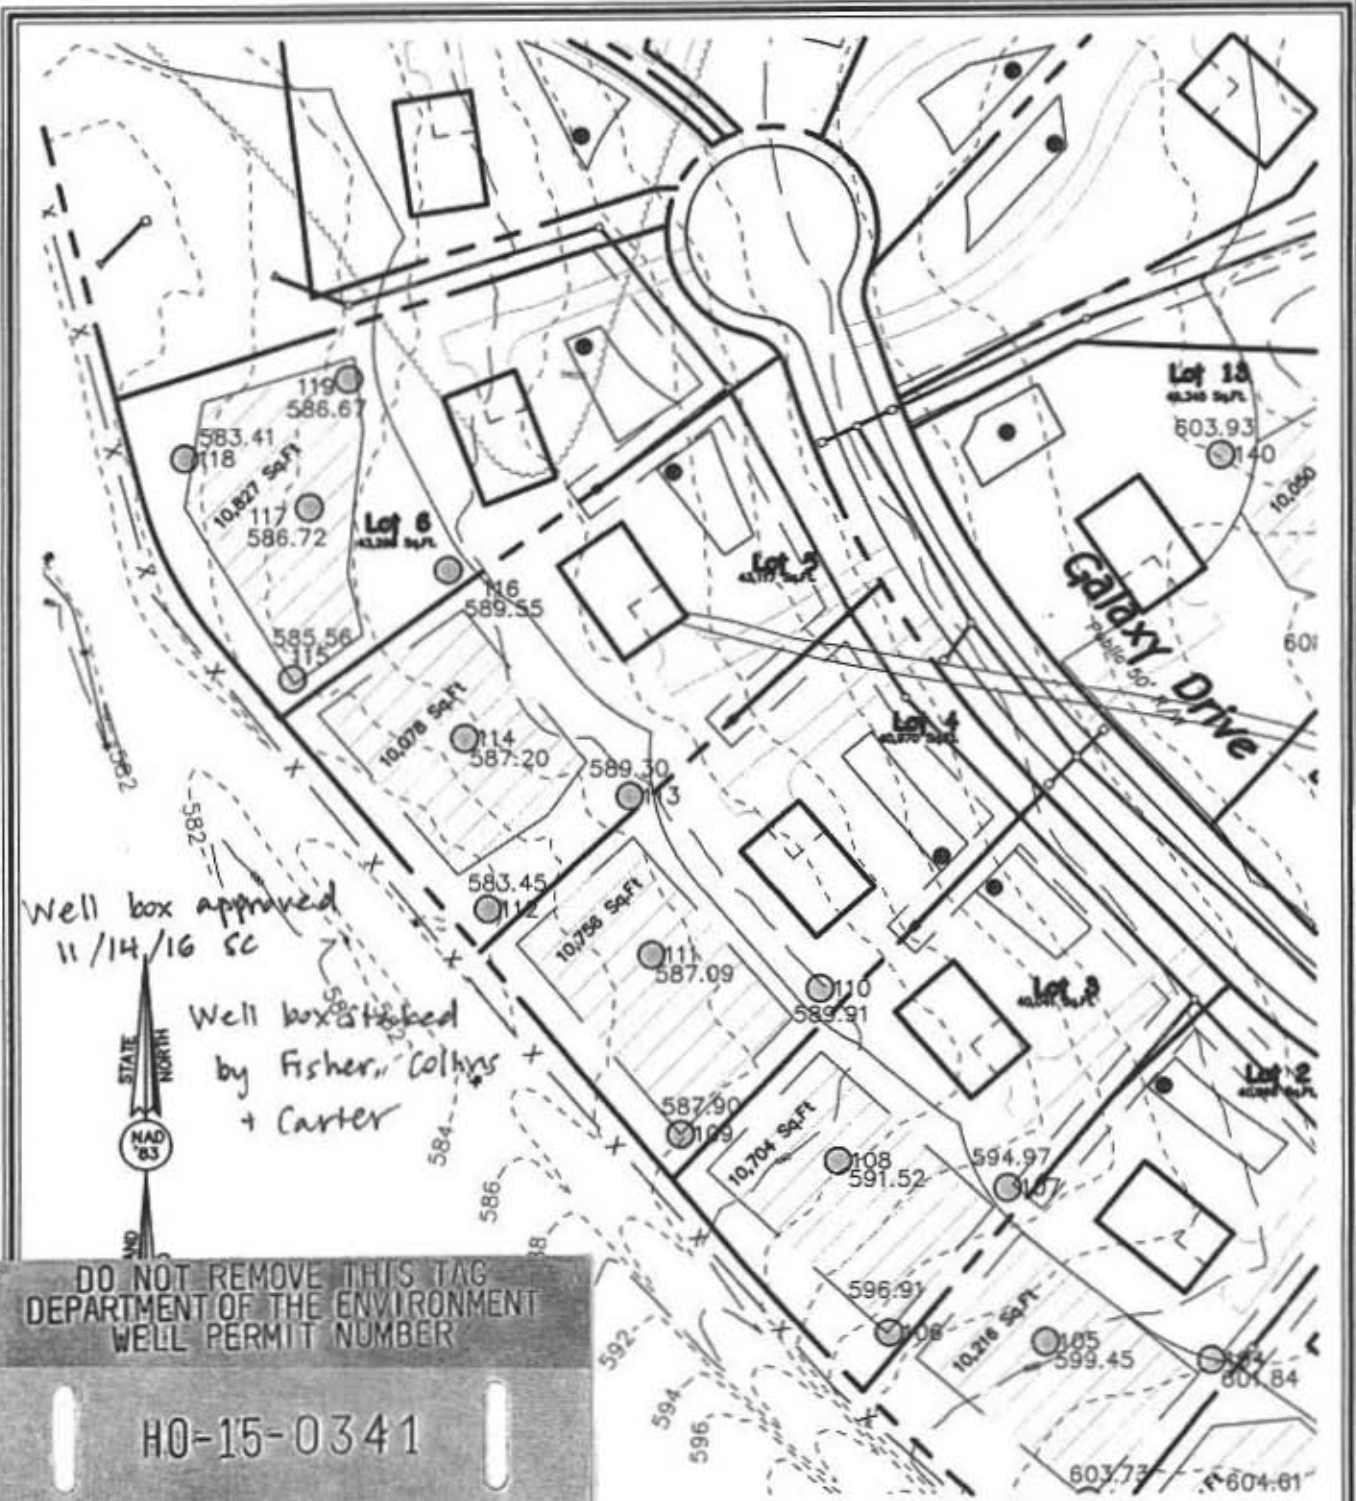 Lot 13
603.93
140
10,050
119
586.67
583.41
118
10,827 Sq.Ft
117
586.72
Lot 6
116
589.55
585.56
115
Lot 5
Galaxy Drive
Public 50' R/W
10,078 Sq.Ft
114
587.20
589.30
113
Lot 4
582
582
583.45
112
Well box approved
11/14/16 SC
10,756 Sq.Ft
111
587.09
110
589.91
Lot 3
Well box staked
by Fisher, Collins
+ Carter
STATE
NORTH
NAD
'83
584
586
587.90
109
10,704 Sq.Ft
108
591.52
594.97
107
Lot 2
596.91
106
10,216 Sq.Ft
105
599.45
104
601.84
592
594
596
603.73
604.61
DO NOT REMOVE THIS TAG
DEPARTMENT OF THE ENVIRONMENT
WELL PERMIT NUMBER
HO-15-0341